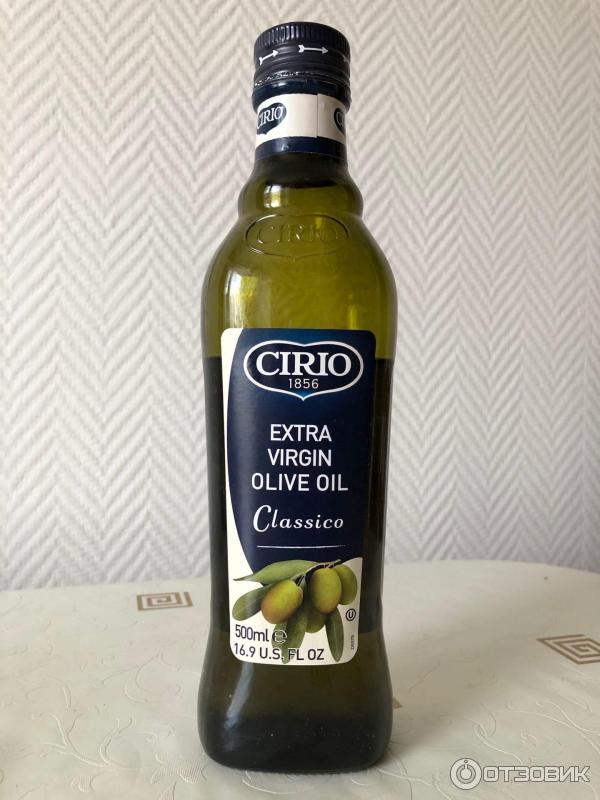 CIRIO
CIRIO
CIRIO
1856
EXTRA
VIRGIN
OLIVE OIL
Classico
U
500ml e
16.9 U.S. FL OZ
ОТЗОВИК